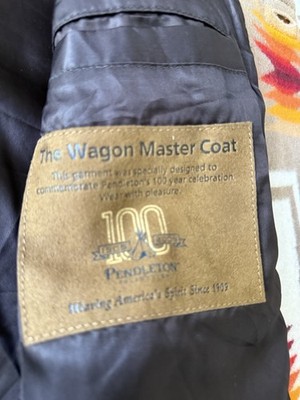 The Wagon Master Coat
This garment was specially designed to
commemorate Pendleton's 100 year celebration.
Wear with pleasure.
100
PENDLETON
Weaving America's Spirit Since 1909